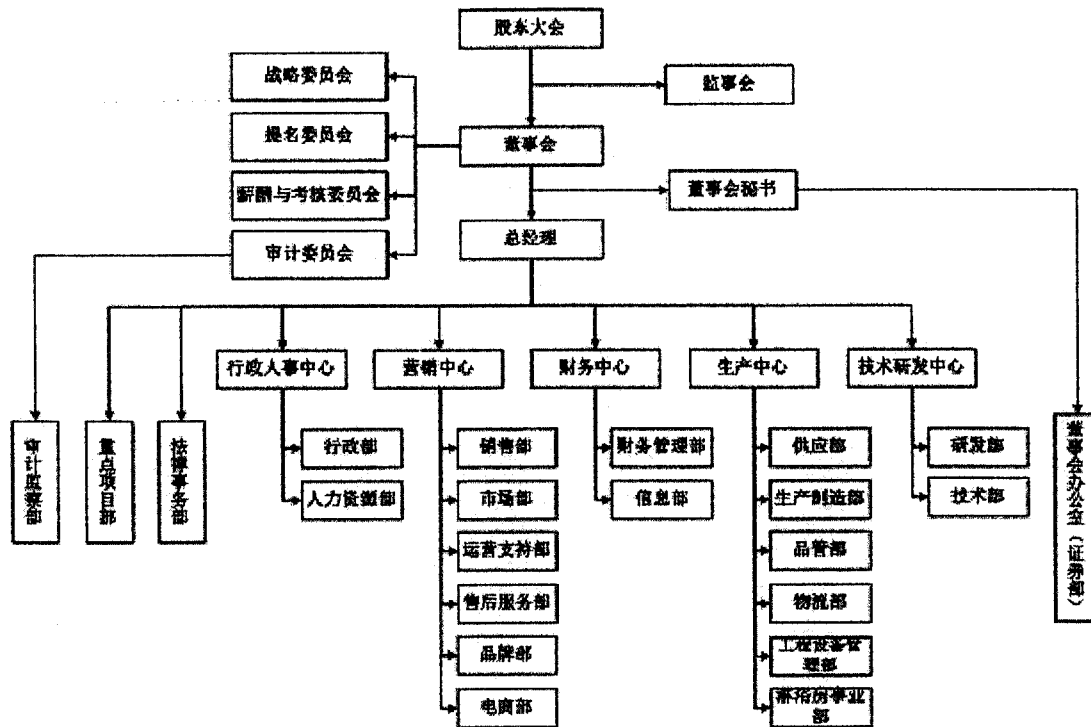 股东大会
战略委员会
监事会
提名委员会
董事会
薪酬与考核委员会
董事会秘书
总经理
审计委员会
行政人事中心
营销中心
财务中心
生产中心
技术研发中心
审计监察部
重点项目部
法律事务部
行政部
人力资源部
销售部
市场部
运营支持部
售后服务部
品牌部
电商部
财务管理部
信息部
供应部
生产制造部
品管部
物流部
工程设备管
理部
淋浴房事业
部
研发部
技术部
董事会办公室（证券部）